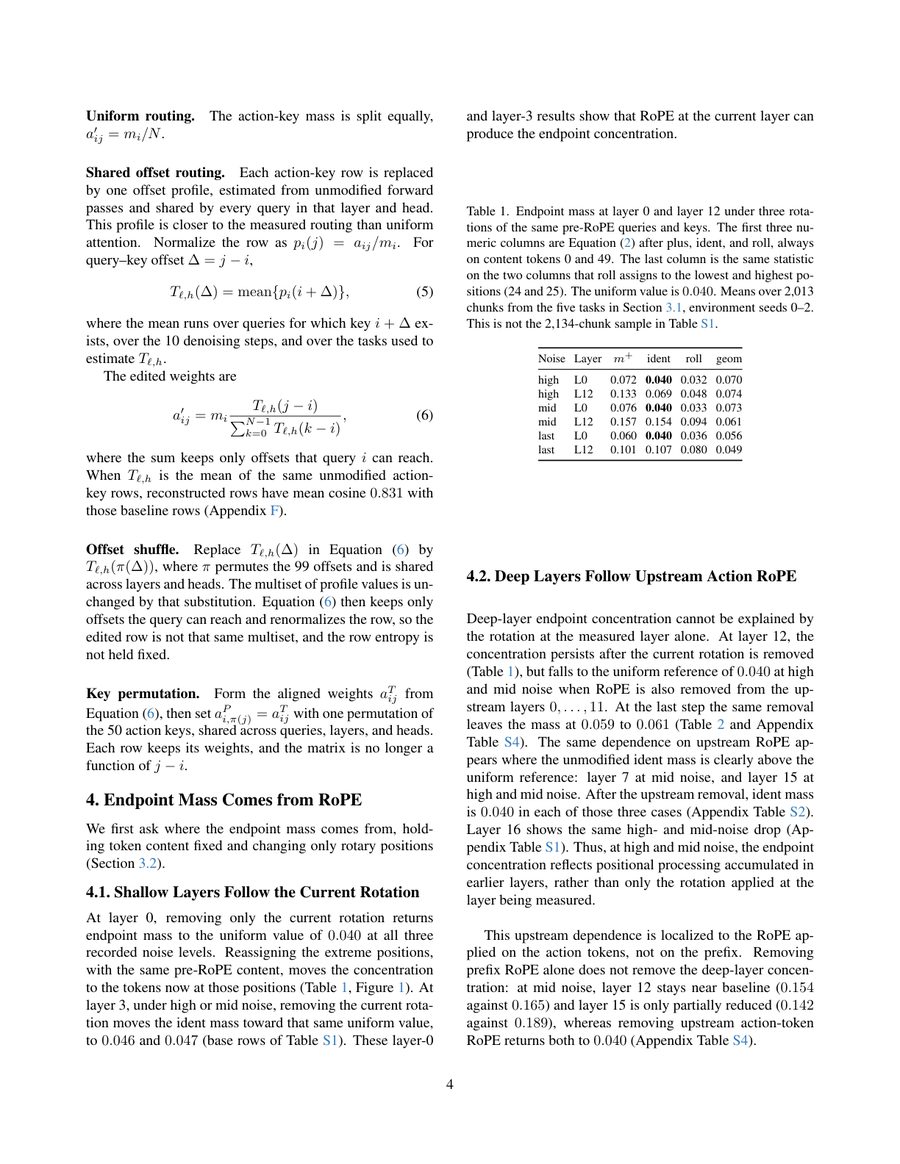 Uniform routing. The action-key mass is split equally,
a′ij = mi/N.
Shared offset routing. Each action-key row is replaced
by one offset profile, estimated from unmodified forward
passes and shared by every query in that layer and head.
This profile is closer to the measured routing than uniform
attention. Normalize the row as pi(j) = aij/mi. For
query–key offset Δ = j − i,
Tℓ,h(Δ) = mean{pi(i + Δ)}, (5)
where the mean runs over queries for which key i + Δ ex-
ists, over the 10 denoising steps, and over the tasks used to
estimate Tℓ,h.
The edited weights are
a′ij = mi Tℓ,h(j − i) / ∑N−1k=0 Tℓ,h(k − i), (6)
where the sum keeps only offsets that query i can reach.
When Tℓ,h is the mean of the same unmodified action-
key rows, reconstructed rows have mean cosine 0.831 with
those baseline rows (Appendix F).
Offset shuffle. Replace Tℓ,h(Δ) in Equation (6) by
Tℓ,h(π(Δ)), where π permutes the 99 offsets and is shared
across layers and heads. The multiset of profile values is un-
changed by that substitution. Equation (6) then keeps only
offsets the query can reach and renormalizes the row, so the
edited row is not that same multiset, and the row entropy is
not held fixed.
Key permutation. Form the aligned weights aTij from
Equation (6), then set aPi,π(j) = aTij with one permutation of
the 50 action keys, shared across queries, layers, and heads.
Each row keeps its weights, and the matrix is no longer a
function of j − i.
4. Endpoint Mass Comes from RoPE
We first ask where the endpoint mass comes from, hold-
ing token content fixed and changing only rotary positions
(Section 3.2).
4.1. Shallow Layers Follow the Current Rotation
At layer 0, removing only the current rotation returns
endpoint mass to the uniform value of 0.040 at all three
recorded noise levels. Reassigning the extreme positions,
with the same pre-RoPE content, moves the concentration
to the tokens now at those positions (Table 1, Figure 1). At
layer 3, under high or mid noise, removing the current rota-
tion moves the ident mass toward that same uniform value,
to 0.046 and 0.047 (base rows of Table S1). These layer-0
and layer-3 results show that RoPE at the current layer can
produce the endpoint concentration.
Table 1. Endpoint mass at layer 0 and layer 12 under three rota-
tions of the same pre-RoPE queries and keys. The first three nu-
meric columns are Equation (2) after plus, ident, and roll, always
on content tokens 0 and 49. The last column is the same statistic
on the two columns that roll assigns to the lowest and highest po-
sitions (24 and 25). The uniform value is 0.040. Means over 2,013
chunks from the five tasks in Section 3.1, environment seeds 0–2.
This is not the 2,134-chunk sample in Table S1.
Noise Layer m+ ident roll geom
high L0 0.072 0.040 0.032 0.070
high L12 0.133 0.069 0.048 0.074
mid L0 0.076 0.040 0.033 0.073
mid L12 0.157 0.154 0.094 0.061
last L0 0.060 0.040 0.036 0.056
last L12 0.101 0.107 0.080 0.049
4.2. Deep Layers Follow Upstream Action RoPE
Deep-layer endpoint concentration cannot be explained by
the rotation at the measured layer alone. At layer 12, the
concentration persists after the current rotation is removed
(Table 1), but falls to the uniform reference of 0.040 at high
and mid noise when RoPE is also removed from the up-
stream layers 0, . . . , 11. At the last step the same removal
leaves the mass at 0.059 to 0.061 (Table 2 and Appendix
Table S4). The same dependence on upstream RoPE ap-
pears where the unmodified ident mass is clearly above the
uniform reference: layer 7 at mid noise, and layer 15 at
high and mid noise. After the upstream removal, ident mass
is 0.040 in each of those three cases (Appendix Table S2).
Layer 16 shows the same high- and mid-noise drop (Ap-
pendix Table S1). Thus, at high and mid noise, the endpoint
concentration reflects positional processing accumulated in
earlier layers, rather than only the rotation applied at the
layer being measured.
This upstream dependence is localized to the RoPE ap-
plied on the action tokens, not on the prefix. Removing
prefix RoPE alone does not remove the deep-layer concen-
tration: at mid noise, layer 12 stays near baseline (0.154
against 0.165) and layer 15 is only partially reduced (0.142
against 0.189), whereas removing upstream action-token
RoPE returns both to 0.040 (Appendix Table S4).
4